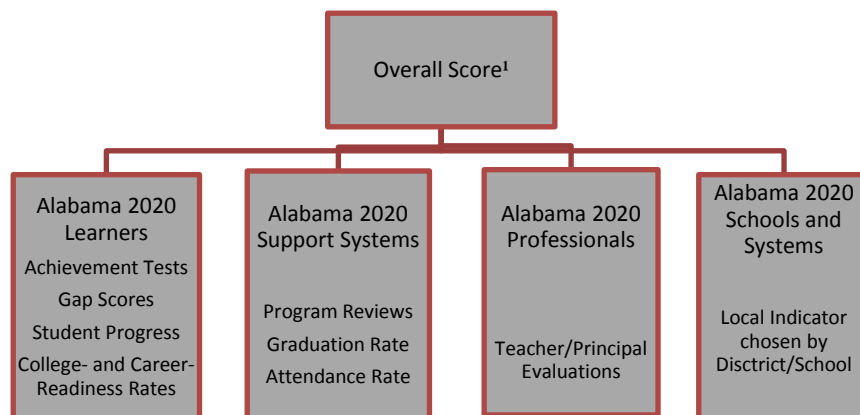 Overall Score¹
Alabama 2020
Learners
Achievement Tests
Gap Scores
Student Progress
College- and Career-
Readiness Rates
Alabama 2020
Support Systems
Program Reviews
Graduation Rate
Attendance Rate
Alabama 2020
Professionals
Teacher/Principal
Evaluations
Alabama 2020
Schools and
Systems
Local Indicator
chosen by
Disctrict/School